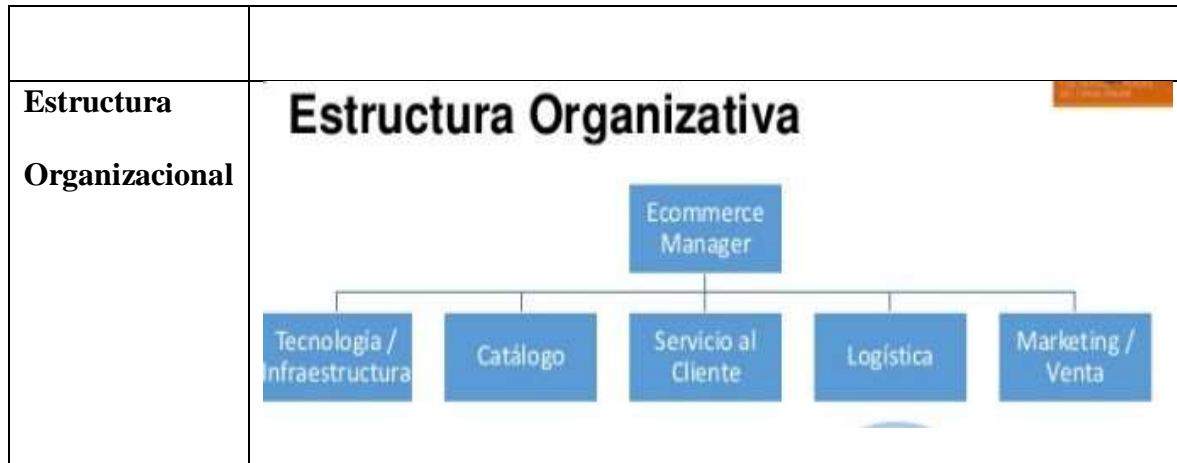 Estructura
Organizacional
Estructura Organizativa
Ecommerce
Manager
Tecnología /
Infraestructura
Catálogo
Servicio al
Cliente
Logística
Marketing /
Venta